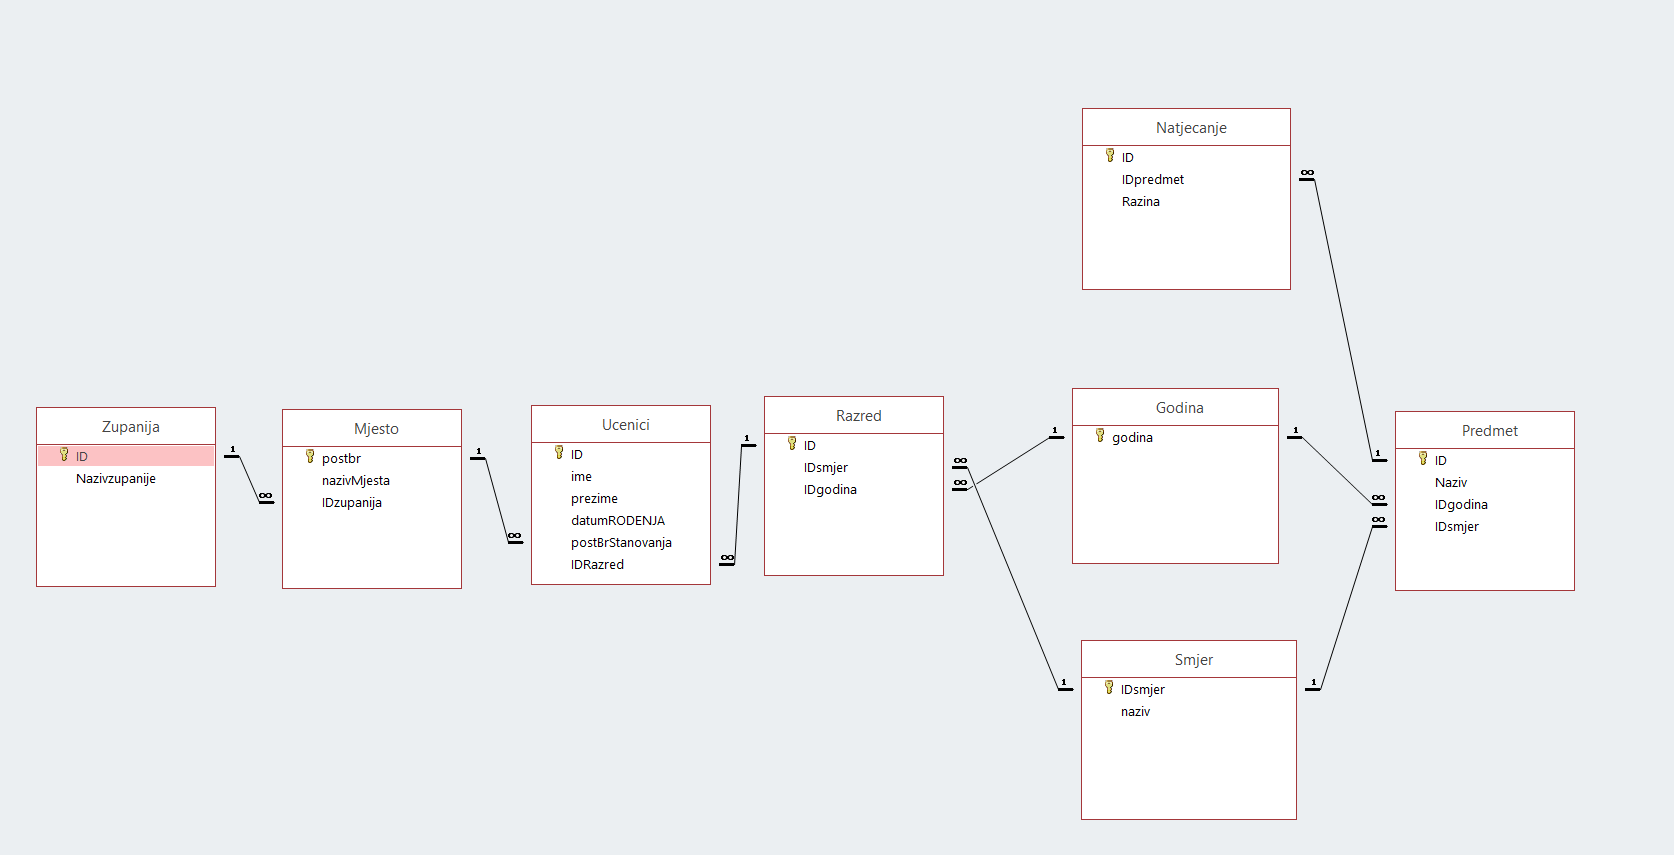 Natjecanje
ID
IDpredmet
Razina
∞
1
Zupanija
ID
Nazivzupanije
1
∞
Mjesto
postbr
nazivMjesta
IDzupanija
1
∞
Ucenici
ID
ime
prezime
datumRODENJA
postBrStanovanja
IDRazred
1
∞
Razred
ID
IDsmjer
IDgodina
∞
∞
1
Godina
godina
1
∞
∞
Predmet
ID
Naziv
IDgodina
IDsmjer
1
Smjer
IDsmjer
naziv
1